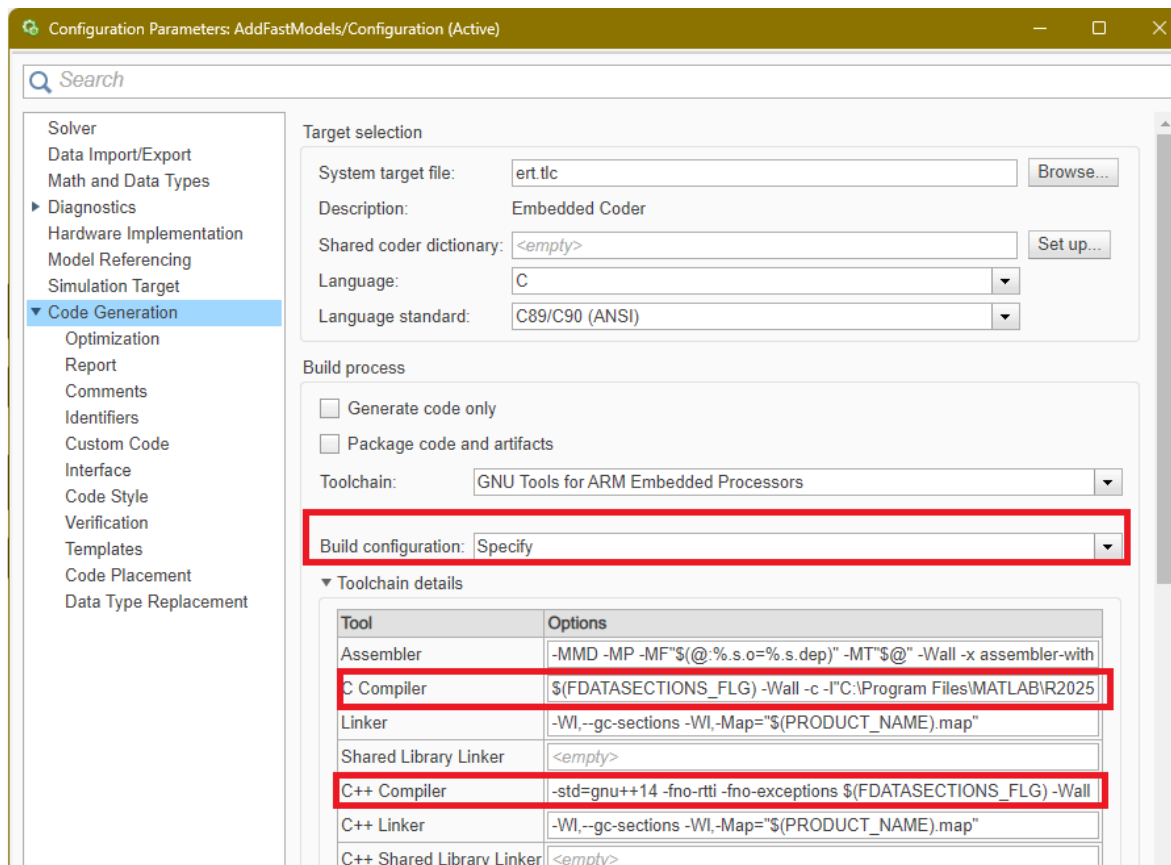 Configuration Parameters: AddFastModels/Configuration (Active)
Search
Solver
Data Import/Export
Math and Data Types
Diagnostics
Hardware Implementation
Model Referencing
Simulation Target
Code Generation
Optimization
Report
Comments
Identifiers
Custom Code
Interface
Code Style
Verification
Templates
Code Placement
Data Type Replacement
Target selection
System target file: ert.tlc Browse...
Description: Embedded Coder
Shared coder dictionary: <empty> Set up...
Language: C
Language standard: C89/C90 (ANSI)
Build process
Generate code only
Package code and artifacts
Toolchain: GNU Tools for ARM Embedded Processors
Build configuration: Specify
Toolchain details
Tool Options
Assembler -MMD -MP -MF"$(@:%.s.o=%.s.dep)" -MT"$@" -Wall -x assembler-with
C Compiler $(FDATASECTIONS_FLG) -Wall -c -I"C:\Program Files\MATLAB\R2025
Linker -Wl,--gc-sections -Wl,-Map="$(PRODUCT_NAME).map"
Shared Library Linker <empty>
C++ Compiler -std=gnu++14 -fno-rtti -fno-exceptions $(FDATASECTIONS_FLG) -Wall
C++ Linker -Wl,--gc-sections -Wl,-Map="$(PRODUCT_NAME).map"
C++ Shared Library Linker <empty>